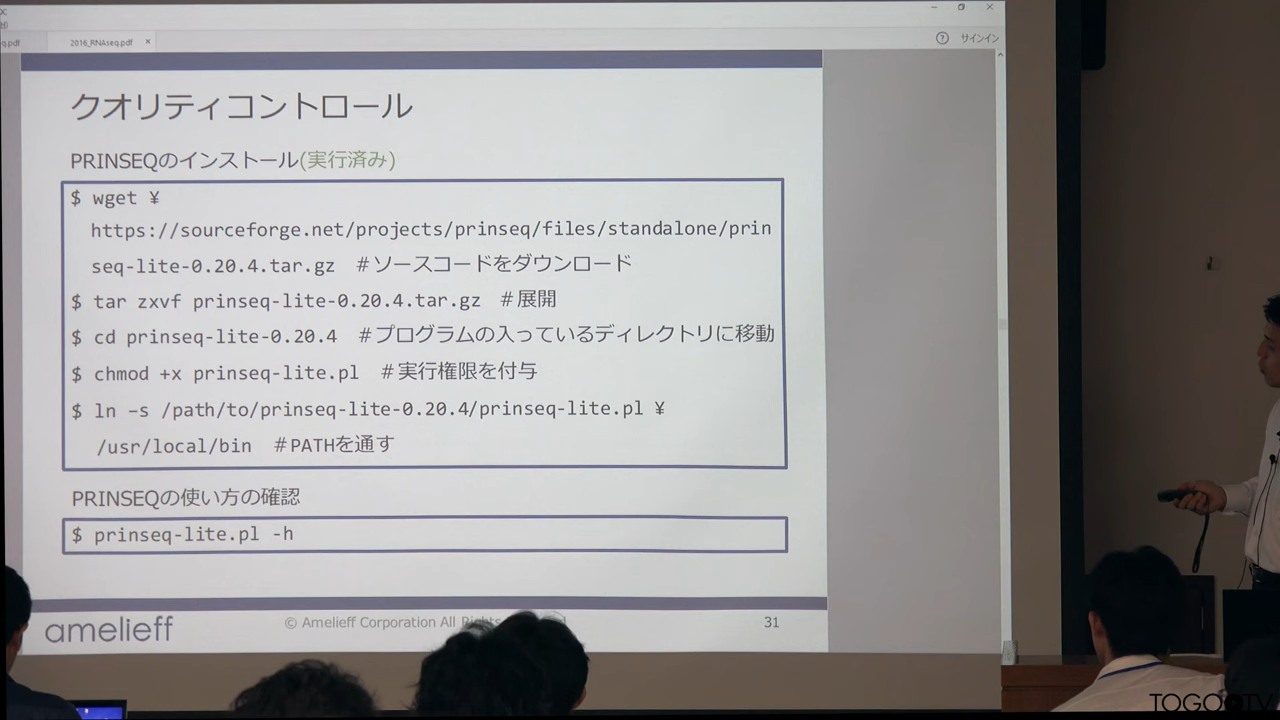 q.pdf
2016_RNAseq.pdf ×
? サインイン
クオリティコントロール
PRINSEQのインストール(実行済み)
$ wget ¥
https://sourceforge.net/projects/prinseq/files/standalone/prin
seq-lite-0.20.4.tar.gz #ソースコードをダウンロード
$ tar zxvf prinseq-lite-0.20.4.tar.gz #展開
$ cd prinseq-lite-0.20.4 #プログラムの入っているディレクトリに移動
$ chmod +x prinseq-lite.pl #実行権限を付与
$ ln –s /path/to/prinseq-lite-0.20.4/prinseq-lite.pl ¥
/usr/local/bin #PATHを通す
PRINSEQの使い方の確認
$ prinseq-lite.pl -h
amelieff
© Amelieff Corporation All
31
TOGOTV